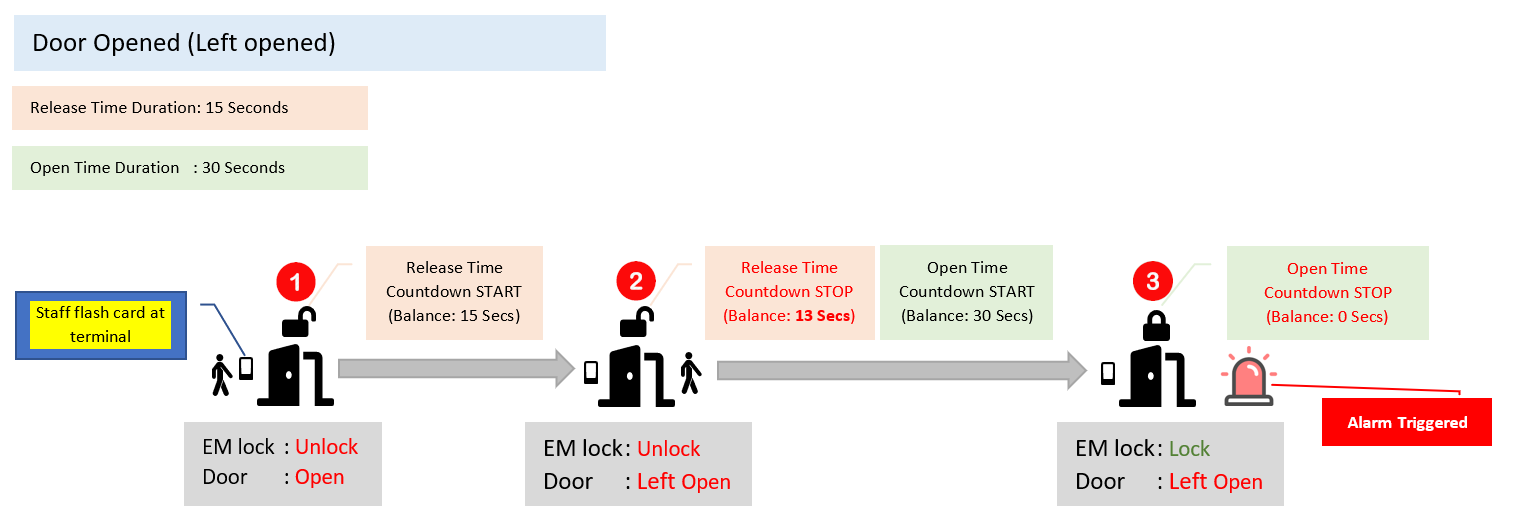 Door Opened (Left opened)
Release Time Duration: 15 Seconds
Open Time Duration : 30 Seconds
Staff flash card at
terminal
1
Release Time
Countdown START
(Balance: 15 Secs)
2
Release Time
Countdown STOP
(Balance: 13 Secs)
Open Time
Countdown START
(Balance: 30 Secs)
3
Open Time
Countdown STOP
(Balance: 0 Secs)
Alarm Triggered
EM lock : Unlock
Door : Open
EM lock : Unlock
Door : Left Open
EM lock : Lock
Door : Left Open